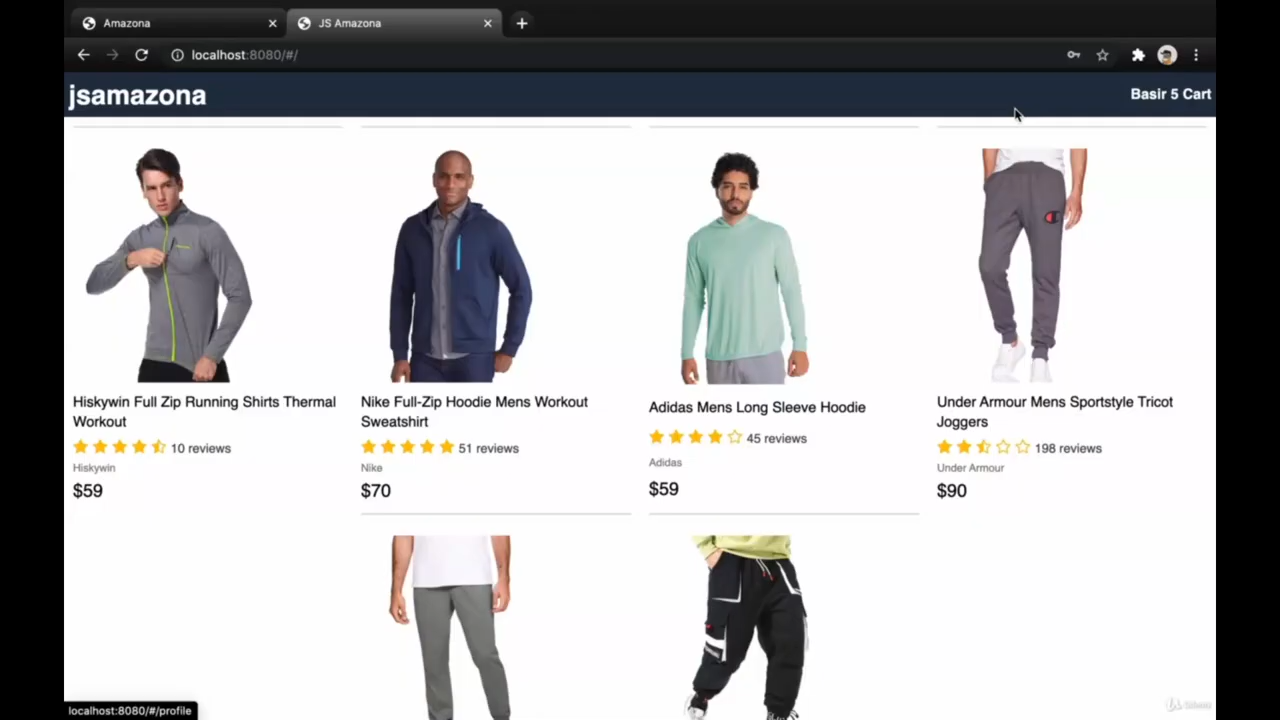 Amazona
JS Amazona
localhost:8080/#/
jsamazona
Basir 5 Cart
Hiskywin Full Zip Running Shirts Thermal
Workout
10 reviews
Hiskywin
$59
Nike Full-Zip Hoodie Mens Workout
Sweatshirt
51 reviews
Nike
$70
Adidas Mens Long Sleeve Hoodie
45 reviews
Adidas
$59
Under Armour Mens Sportstyle Tricot
Joggers
198 reviews
Under Armour
$90
localhost:8080/#/profile